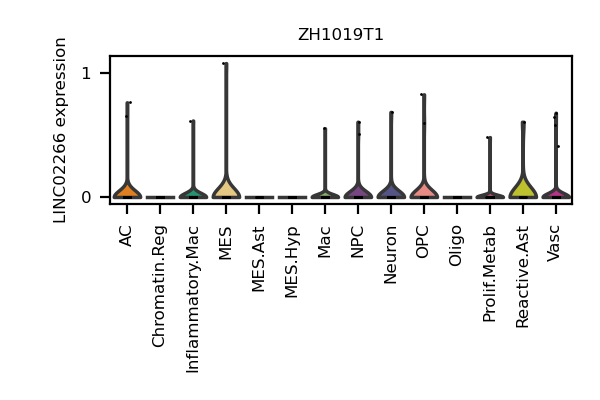 ZH1019T1
LINC02266 expression
1
0
AC
Chromatin.Reg
Inflammatory.Mac
MES
MES.Ast
MES.Hyp
Mac
NPC
Neuron
OPC
Oligo
Prolif.Metab
Reactive.Ast
Vasc